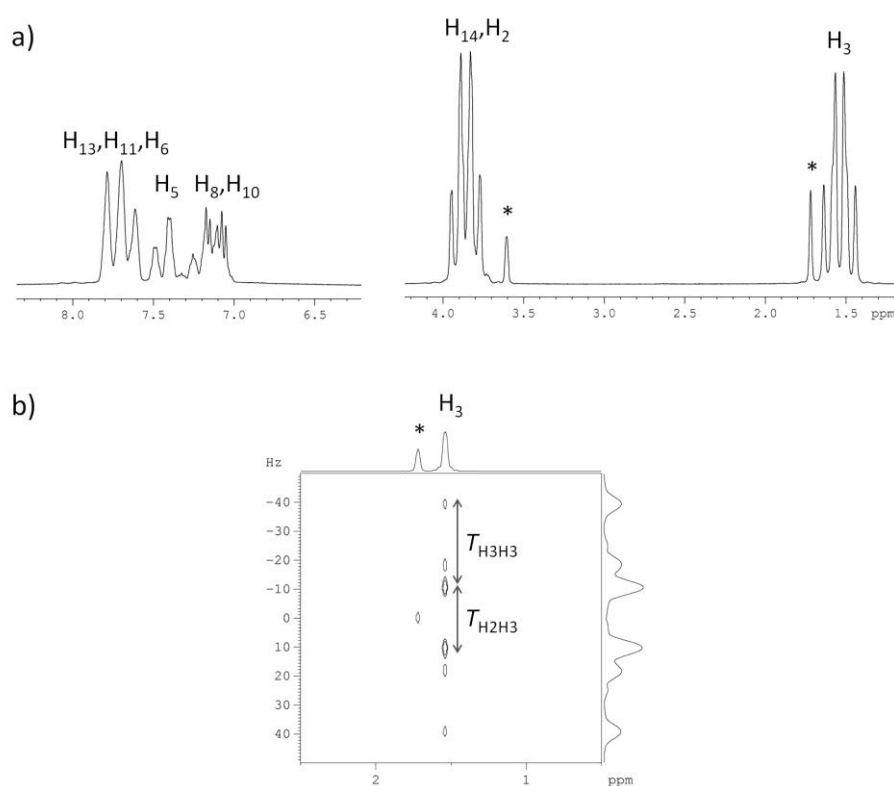 a)
H₁₄,H₂
H₃
H₁₃,H₁₁,H₆
H₅
H₈,H₁₀
*
*
8.0 7.5 7.0 6.5
4.0 3.5 3.0 2.5 2.0 1.5 ppm
b)
H₃
*
Hz
-40
-30
T_H3H3
-20
-10
0
T_H2H3
10
20
30
40
2 1 ppm